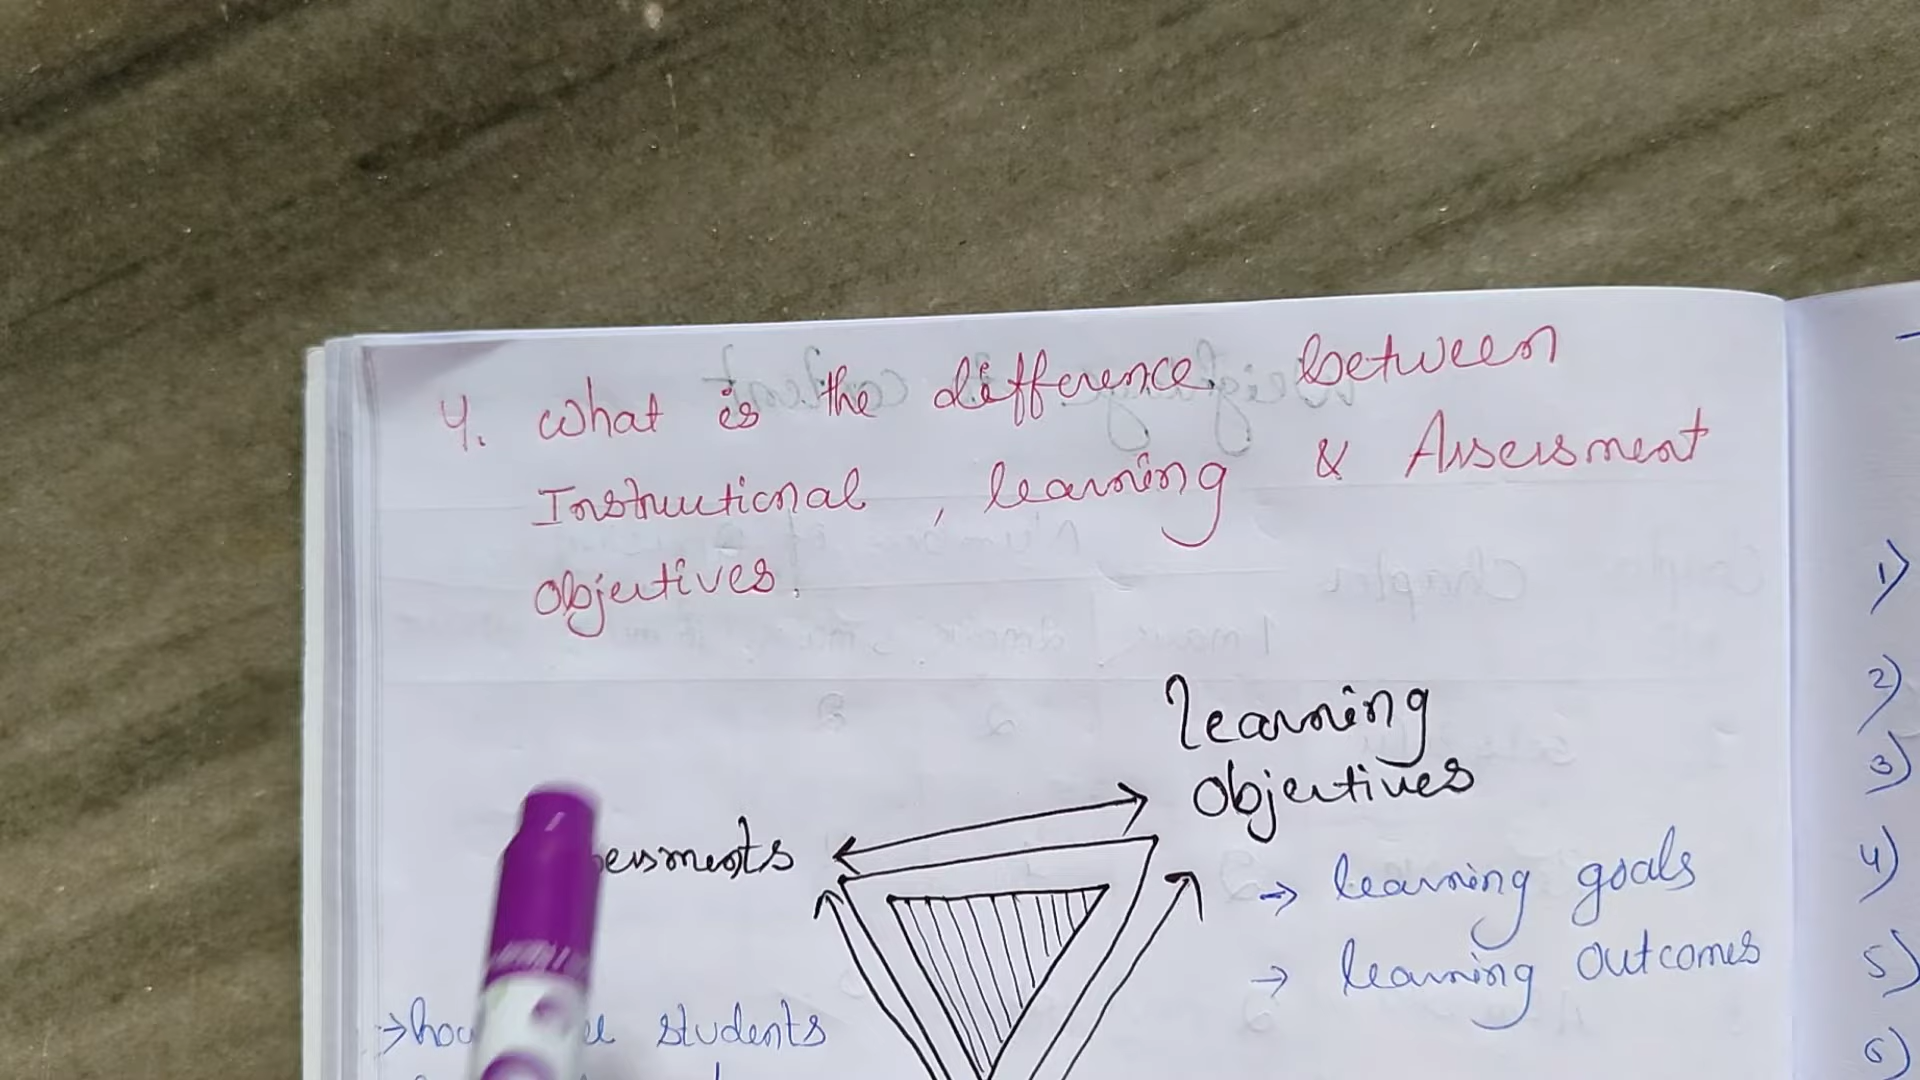 4. What is the difference between
Instructional, learning & Assessment
objectives.
learning
objectives
→ learning goals
→ learning outcomes
→ students
1)
2)
3)
4)
5)
6)